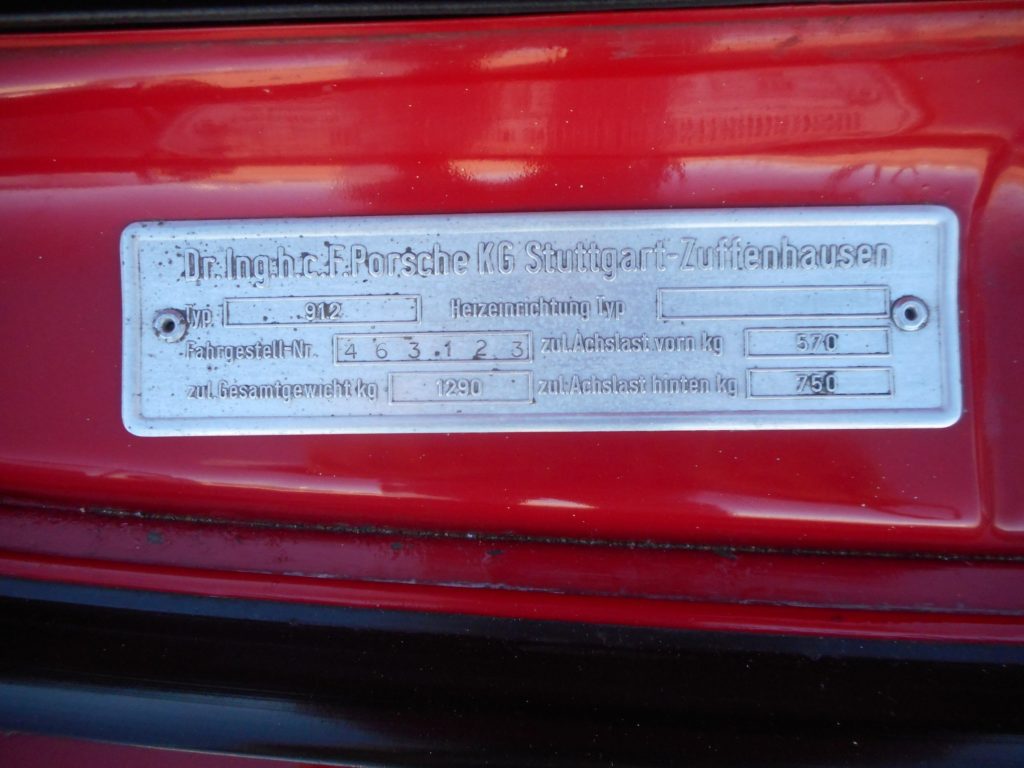 Dr. Ing. h. c. F. Porsche KG Stuttgart-Zuffenhausen
Typ 912 Heizeinrichtung Typ
Fahrgestell-Nr. 463123 zul. Achslast vorn kg 570
zul. Gesamtgewicht kg 1290 zul. Achslast hinten kg 750